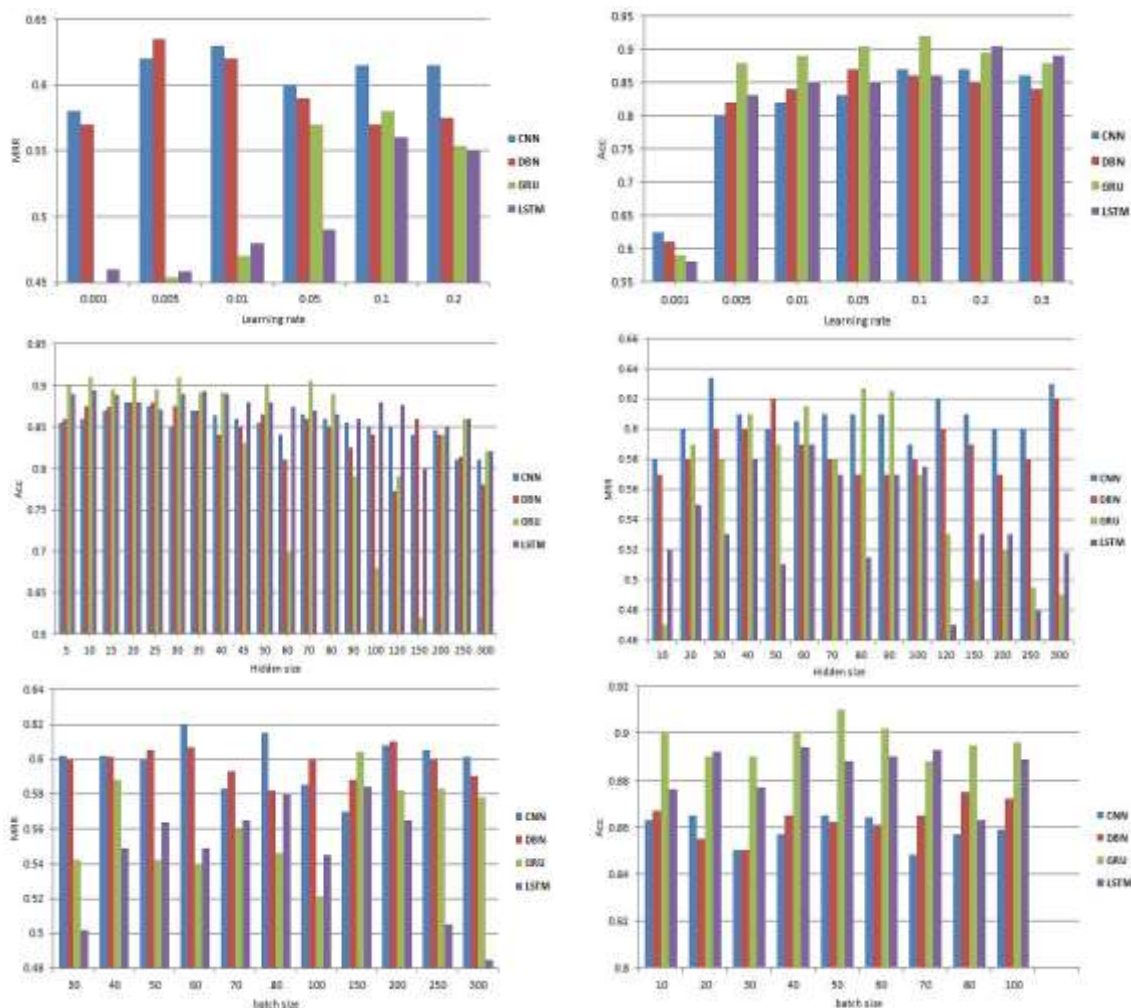 0.65
0.6
0.55
0.5
0.45
MRR
0.001 0.005 0.01 0.05 0.1 0.2
Learning rate
CNN
DBN
GRU
LSTM
0.95
0.9
0.85
0.8
0.75
0.7
0.65
0.6
0.55
Acc
0.001 0.005 0.01 0.05 0.1 0.2 0.3
Learning rate
CNN
DBN
GRU
LSTM
0.95
0.9
0.85
0.8
0.75
0.7
0.65
0.6
Acc
5 10 15 20 25 30 35 40 45 50 60 70 80 90 100 120 150 200 250 300
Hidden size
CNN
DBN
GRU
LSTM
0.66
0.64
0.62
0.6
0.58
0.56
0.54
0.52
0.5
0.48
0.46
MRR
10 20 30 40 50 60 70 80 90 100 120 150 200 250 300
Hidden size
CNN
DBN
GRU
LSTM
0.64
0.62
0.6
0.58
0.56
0.54
0.52
0.5
0.48
MRR
30 40 50 60 70 80 100 150 200 250 300
batch size
CNN
DBN
GRU
LSTM
0.92
0.9
0.88
0.86
0.84
0.82
0.8
Acc
10 20 30 40 50 60 70 80 100
batch size
CNN
DBN
GRU
LSTM